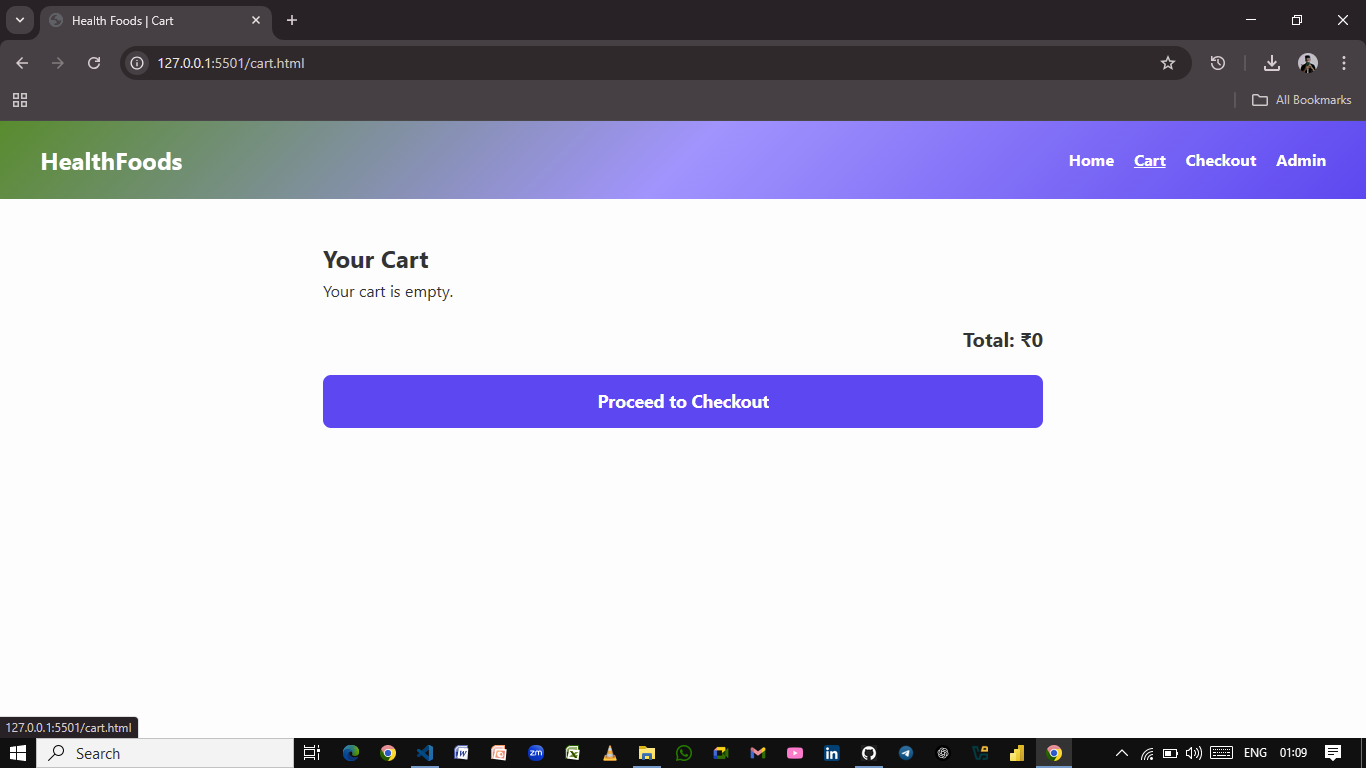 Health Foods | Cart
127.0.0.1:5501/cart.html
All Bookmarks
HealthFoods
Home Cart Checkout Admin
Your Cart
Your cart is empty.
Total: ₹0
Proceed to Checkout
127.0.0.1:5501/cart.html
Search
zm
in
ENG
01:09